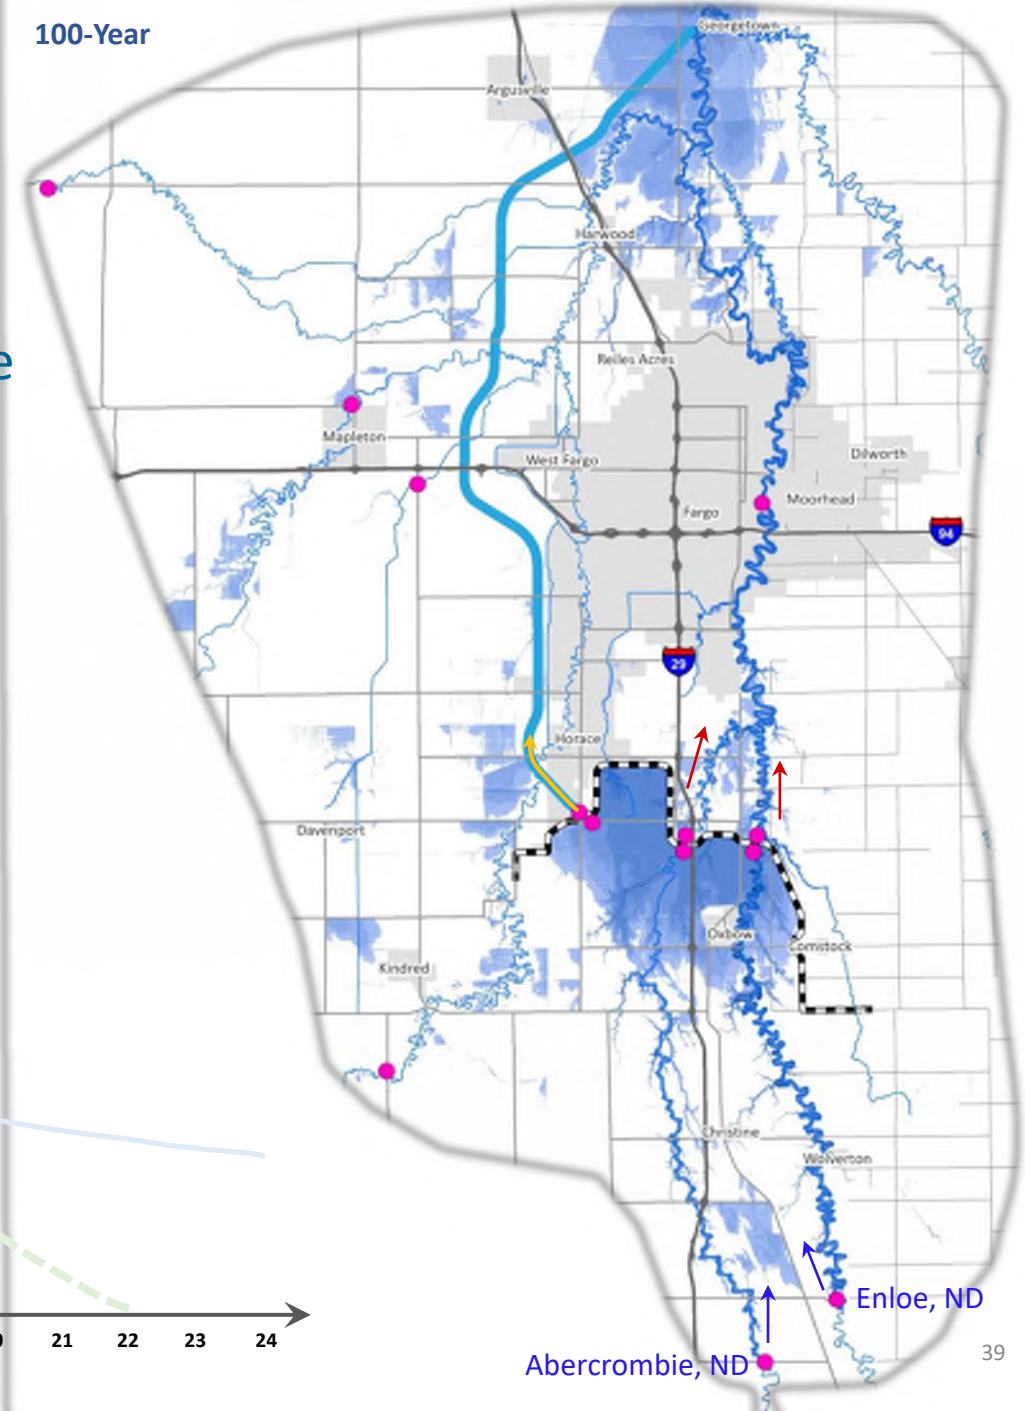 100-Year
Georgetown
Argusville
Harwood
e
Reiles Acres
Mapleton
West Fargo
Dilworth
Moorhead
Fargo
94
29
Horace
Davenport
Oxbow
Comstock
Kindred
Christine
Wolverton
Enloe, ND
21 22 23 24
Abercrombie, ND
39